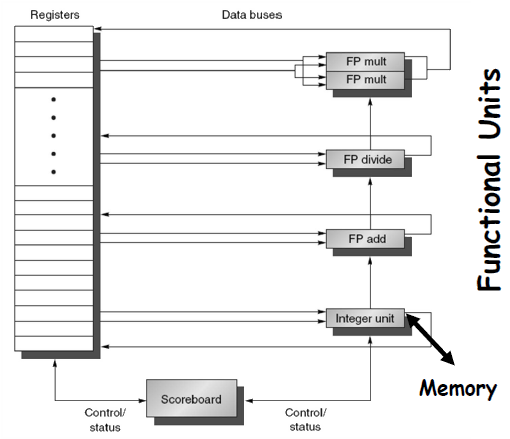 Registers
Data buses
FP mult
FP mult
FP divide
FP add
Integer unit
Functional Units
Memory
Scoreboard
Control/
status
Control/
status